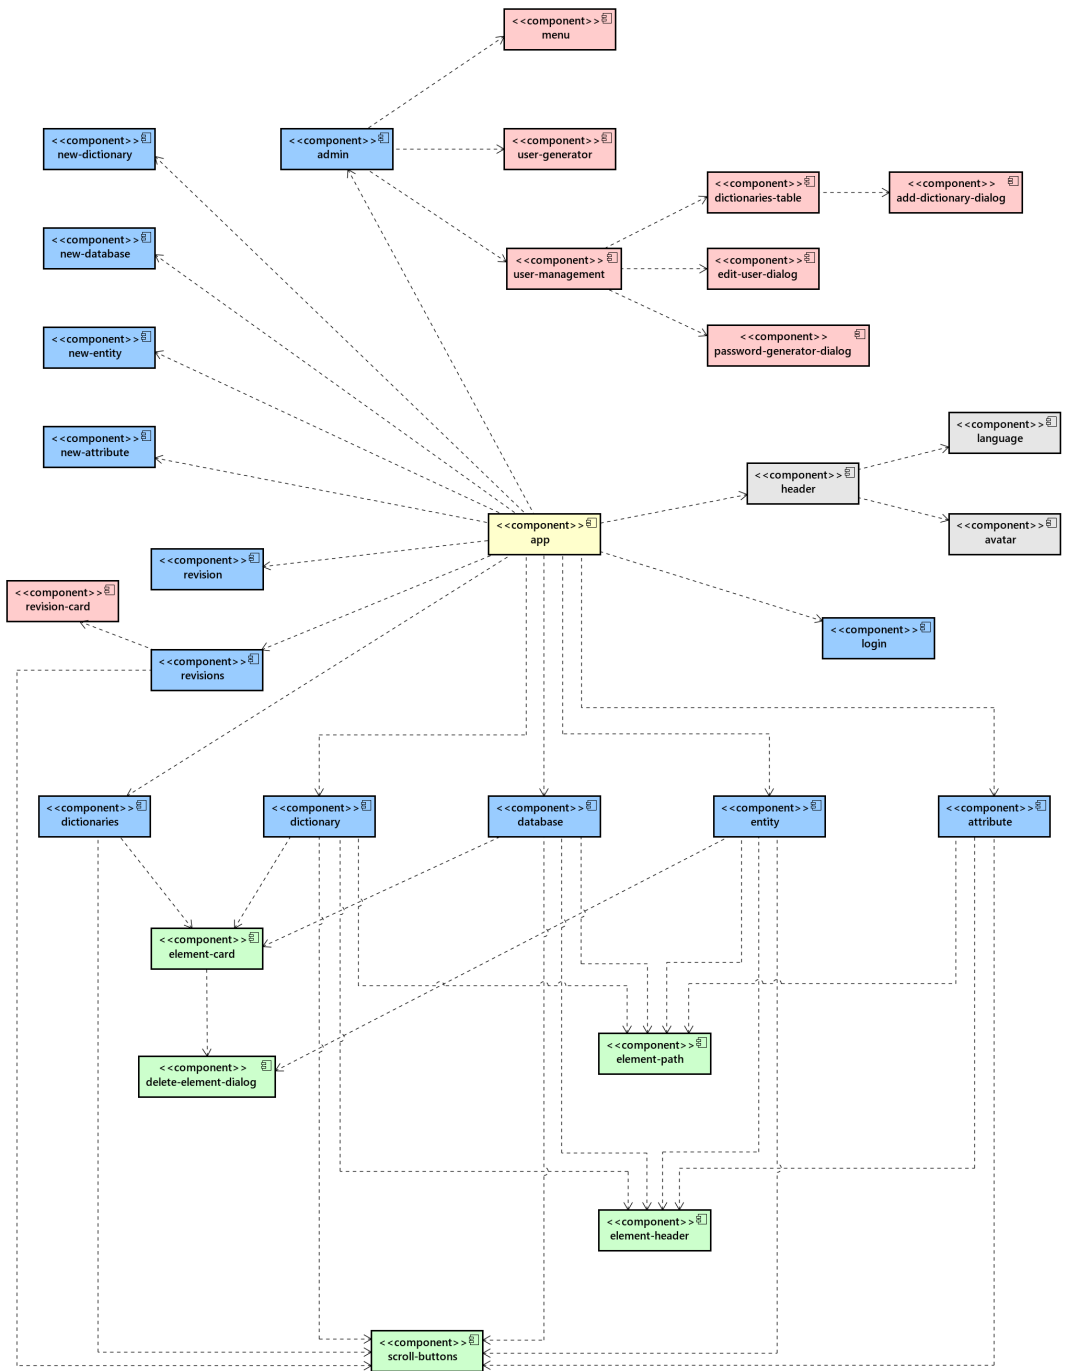 <<component>>
menu
<<component>>
new-dictionary
<<component>>
admin
<<component>>
user-generator
<<component>>
dictionaries-table
<<component>>
add-dictionary-dialog
<<component>>
new-database
<<component>>
user-management
<<component>>
edit-user-dialog
<<component>>
new-entity
<<component>>
password-generator-dialog
<<component>>
new-attribute
<<component>>
language
<<component>>
header
<<component>>
app
<<component>>
avatar
<<component>>
revision
<<component>>
revision-card
<<component>>
login
<<component>>
revisions
<<component>>
dictionaries
<<component>>
dictionary
<<component>>
database
<<component>>
entity
<<component>>
attribute
<<component>>
element-card
<<component>>
element-path
<<component>>
delete-element-dialog
<<component>>
element-header
<<component>>
scroll-buttons